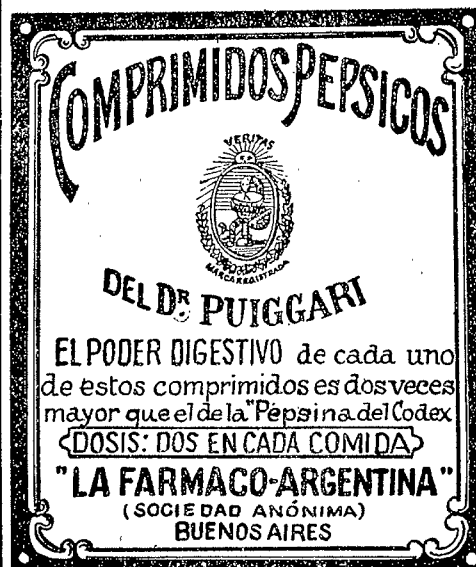 COMPRIMIDOS PEPSICOS
VERITAS
MARCA REGISTRADA
DEL DR. PUIGGARI
EL PODER DIGESTIVO de cada uno
de estos comprimidos es dos veces
mayor que el de la "Pepsina del Codex
DOSIS: DOS EN CADA COMIDA
"LA FARMACO-ARGENTINA"
(SOCIEDAD ANÓNIMA)
BUENOS AIRES